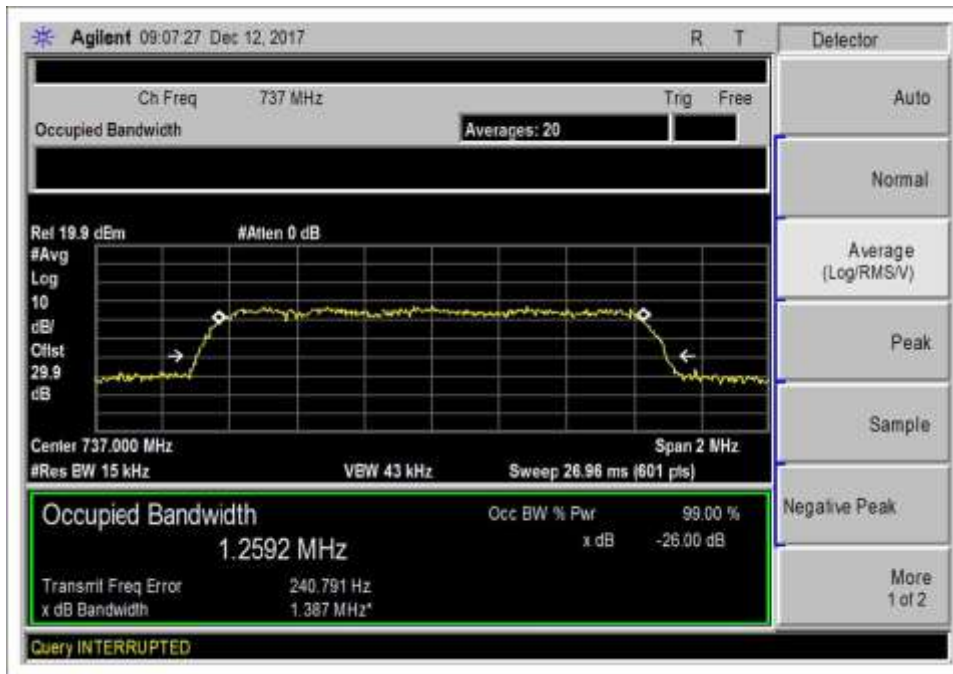 Agilent 09:07:27 Dec 12, 2017 R T
Detector
Ch Freq 737 MHz Trig Free
Occupied Bandwidth Averages: 20
Ref 19.9 dBm #Atten 0 dB
#Avg
Log
10
dB/
Offst
29.9
dB
Center 737.000 MHz Span 2 MHz
#Res BW 15 kHz VBW 43 kHz Sweep 26.96 ms (601 pts)
Occupied Bandwidth Occ BW % Pwr 99.00 %
1.2592 MHz x dB -26.00 dB
Transmit Freq Error 240.791 Hz
x dB Bandwidth 1.387 MHz*
Query INTERRUPTED
Auto
Normal
Average
(Log/RMS/V)
Peak
Sample
Negative Peak
More
1 of 2